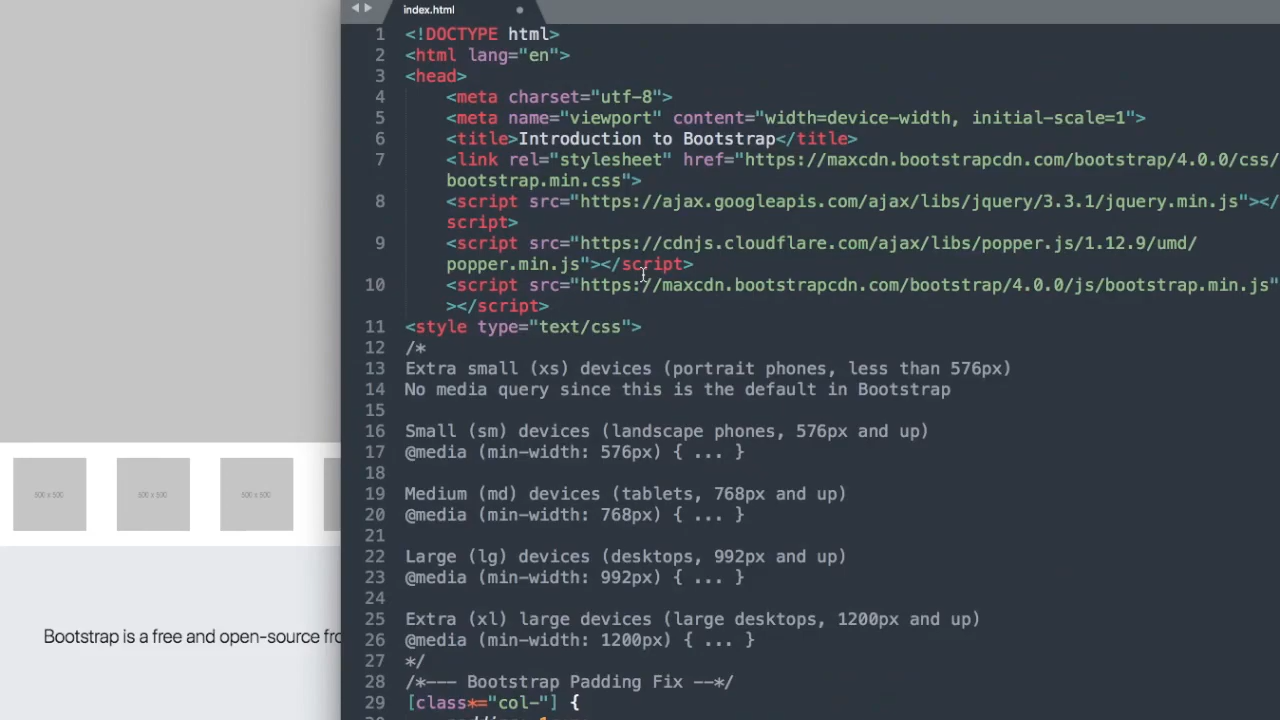 index.html
1 <!DOCTYPE html>
2 <html lang="en">
3 <head>
4 <meta charset="utf-8">
5 <meta name="viewport" content="width=device-width, initial-scale=1">
6 <title>Introduction to Bootstrap</title>
7 <link rel="stylesheet" href="https://maxcdn.bootstrapcdn.com/bootstrap/4.0.0/css/
bootstrap.min.css">
8 <script src="https://ajax.googleapis.com/ajax/libs/jquery/3.3.1/jquery.min.js"></
script>
9 <script src="https://cdnjs.cloudflare.com/ajax/libs/popper.js/1.12.9/umd/
popper.min.js"></script>
10 <script src="https://maxcdn.bootstrapcdn.com/bootstrap/4.0.0/js/bootstrap.min.js"
></script>
11 <style type="text/css">
12 /*
13 Extra small (xs) devices (portrait phones, less than 576px)
14 No media query since this is the default in Bootstrap
15
16 Small (sm) devices (landscape phones, 576px and up)
17 @media (min-width: 576px) { ... }
18
19 Medium (md) devices (tablets, 768px and up)
20 @media (min-width: 768px) { ... }
21
22 Large (lg) devices (desktops, 992px and up)
23 @media (min-width: 992px) { ... }
24
25 Extra (xl) large devices (large desktops, 1200px and up)
26 @media (min-width: 1200px) { ... }
27 */
28 /*--- Bootstrap Padding Fix --*/
29 [class*="col-"] {
500 x 500
500 x 500
500 x 500
Bootstrap is a free and open-source